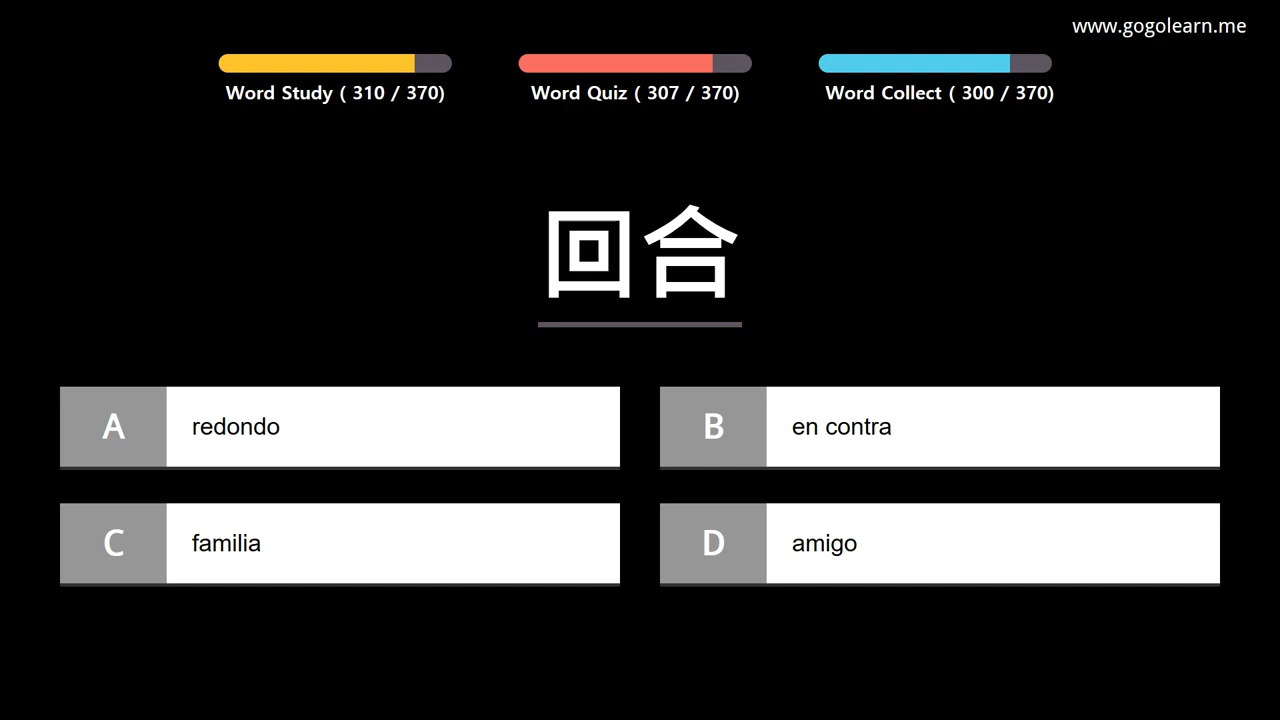 www.gogolearn.me
Word Study ( 310 / 370)
Word Quiz ( 307 / 370)
Word Collect ( 300 / 370)
回合
A redondo
B en contra
C familia
D amigo